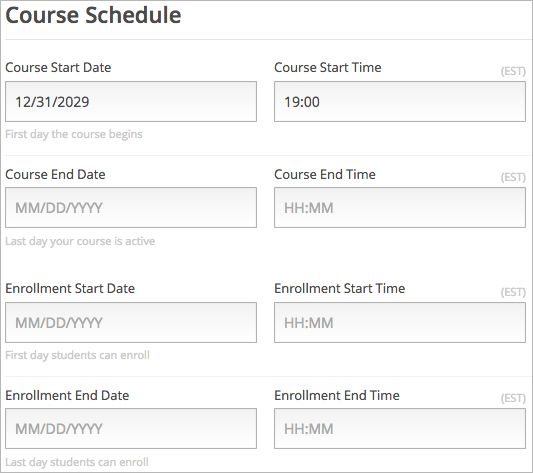 Course Schedule
Course Start Date
Course Start Time
(EST)
12/31/2029
19:00
First day the course begins
Course End Date
Course End Time
(EST)
MM/DD/YYYY
HH:MM
Last day your course is active
Enrollment Start Date
Enrollment Start Time
(EST)
MM/DD/YYYY
HH:MM
First day students can enroll
Enrollment End Date
Enrollment End Time
(EST)
MM/DD/YYYY
HH:MM
Last day students can enroll